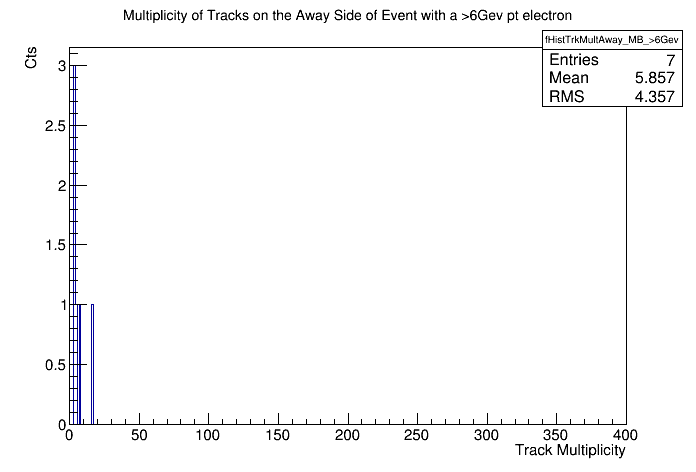 Multiplicity of Tracks on the Away Side of Event with a >6Gev pt electron
fHistTrkMultAway_MB_>6Gev
Entries 7
Mean 5.857
RMS 4.357
Cts
3
2.5
2
1.5
1
0.5
0
0 50 100 150 200 250 300 350 400
Track Multiplicity